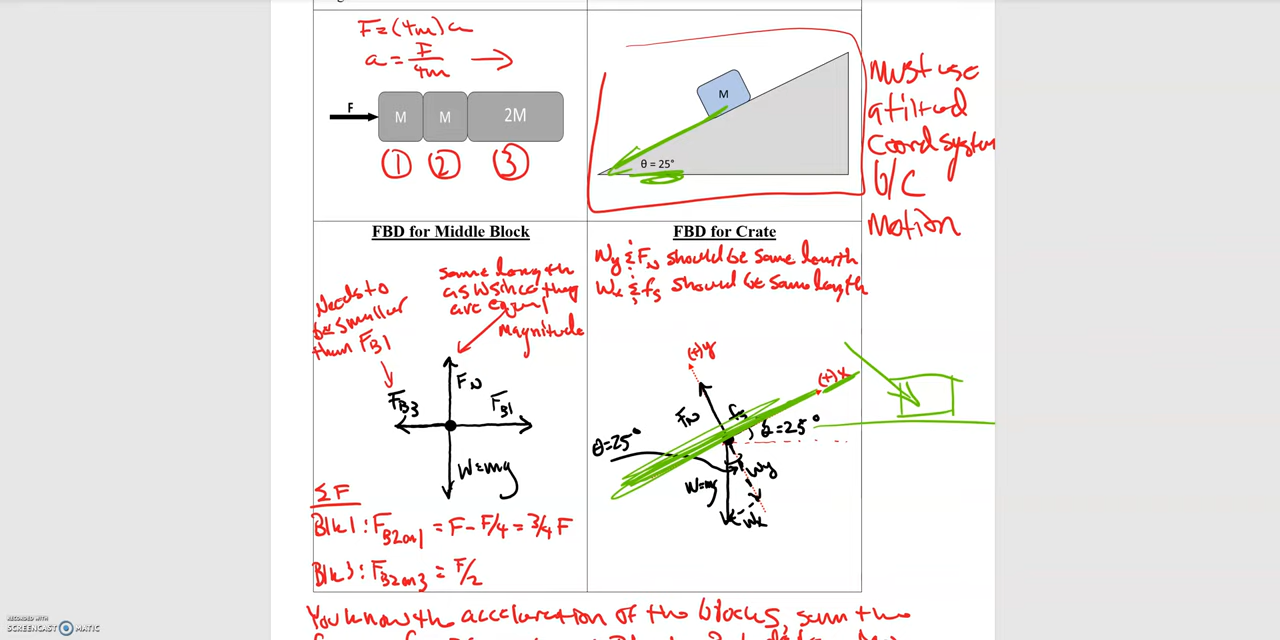 F=(4m)a
a = F/4m
F
M
M
2M
① ② ③
M
θ = 25°
Must use
a tilted
coord system
b/c
Motion
FBD for Middle Block
FBD for Crate
Wy & FN should be same length
Wx & fs should be same length
Needs to
be smaller
than FB1
same length
as W since they
are equal
magnitude
FB3
FN
FB1
W=mg
(+)y
(+)x
FN
fs
θ=25°
θ=25°
W=mg
Wy
Wx
ΣF
Blk1: FB2on1 = F - F/4 = 3/4 F
Blk3: FB2on3 = F/2
You know the acceleration of the blocks, sum the
RECORDED WITH
SCREENCAST MATIC